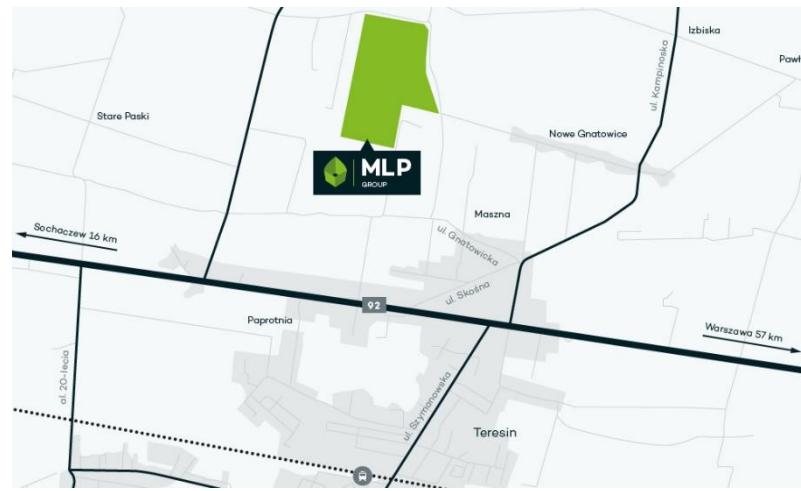 Izbiska
Pawł
ul. Kampinoska
Stare Paski
Nowe Gnatowice
MLP
GROUP
Maszna
Sochaczew 16 km
ul. Gnatowicka
ul. Skośna
92
Paprotnia
Warszawa 57 km
al. 20-lecia
ul. Szymanowska
Teresin